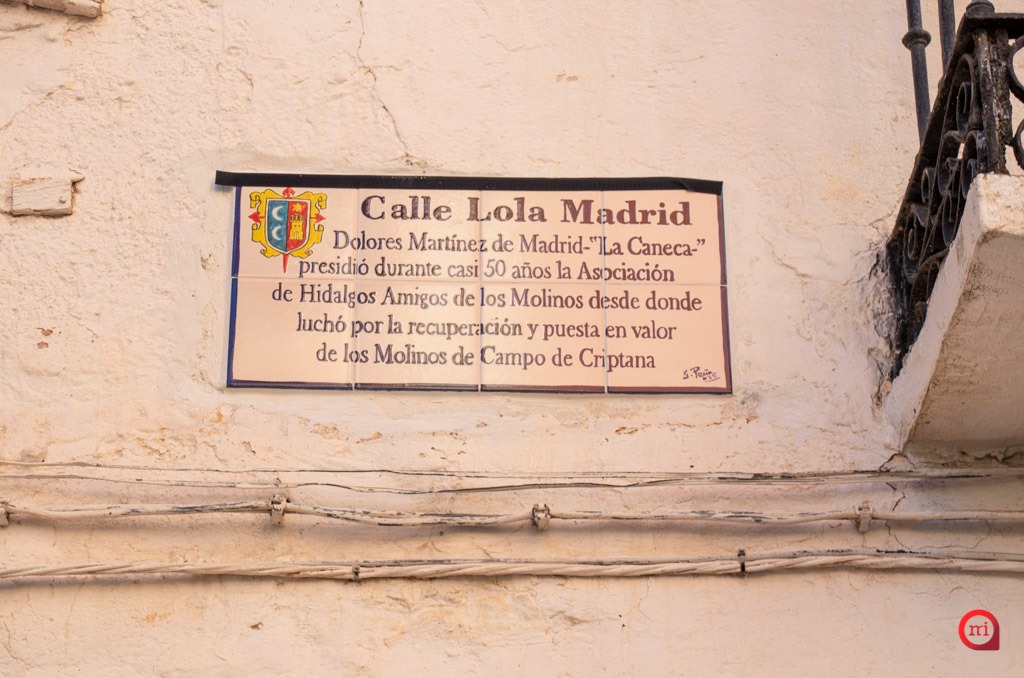 Calle Lola Madrid
Dolores Martínez de Madrid-"La Caneca-"
presidió durante casi 50 años la Asociación
de Hidalgos Amigos de los Molinos desde donde
luchó por la recuperación y puesta en valor
de los Molinos de Campo de Criptana
mi